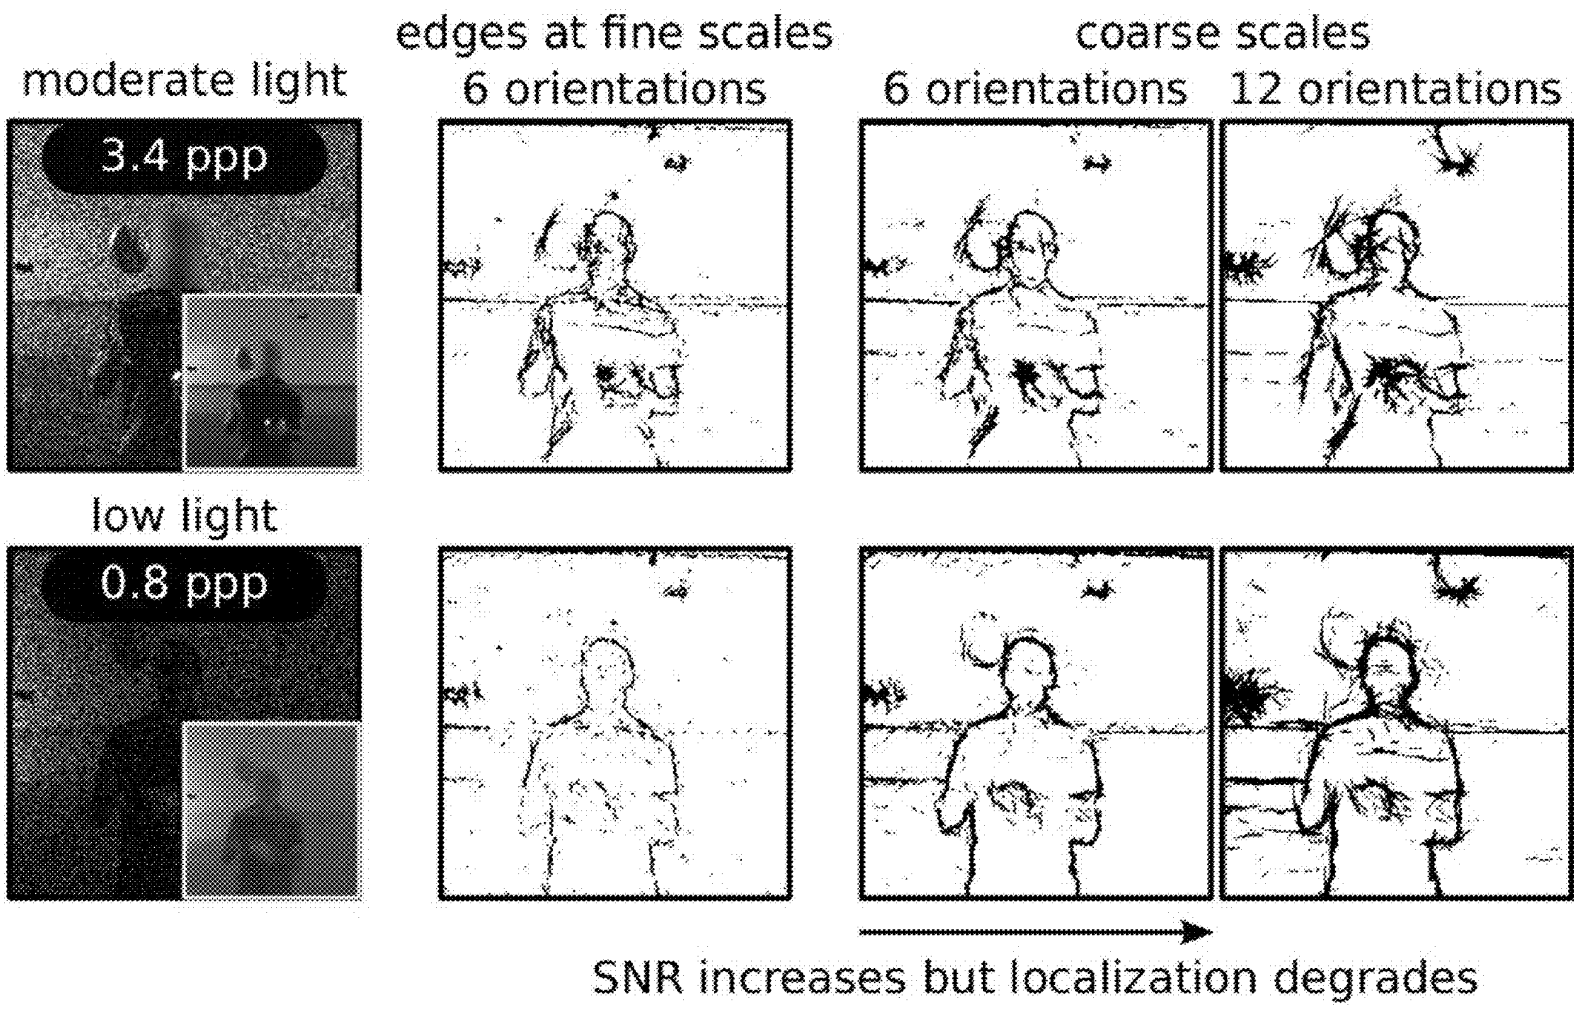 edges at fine scales
coarse scales
moderate light
6 orientations
6 orientations
12 orientations
3.4 ppp
low light
0.8 ppp
SNR increases but localization degrades